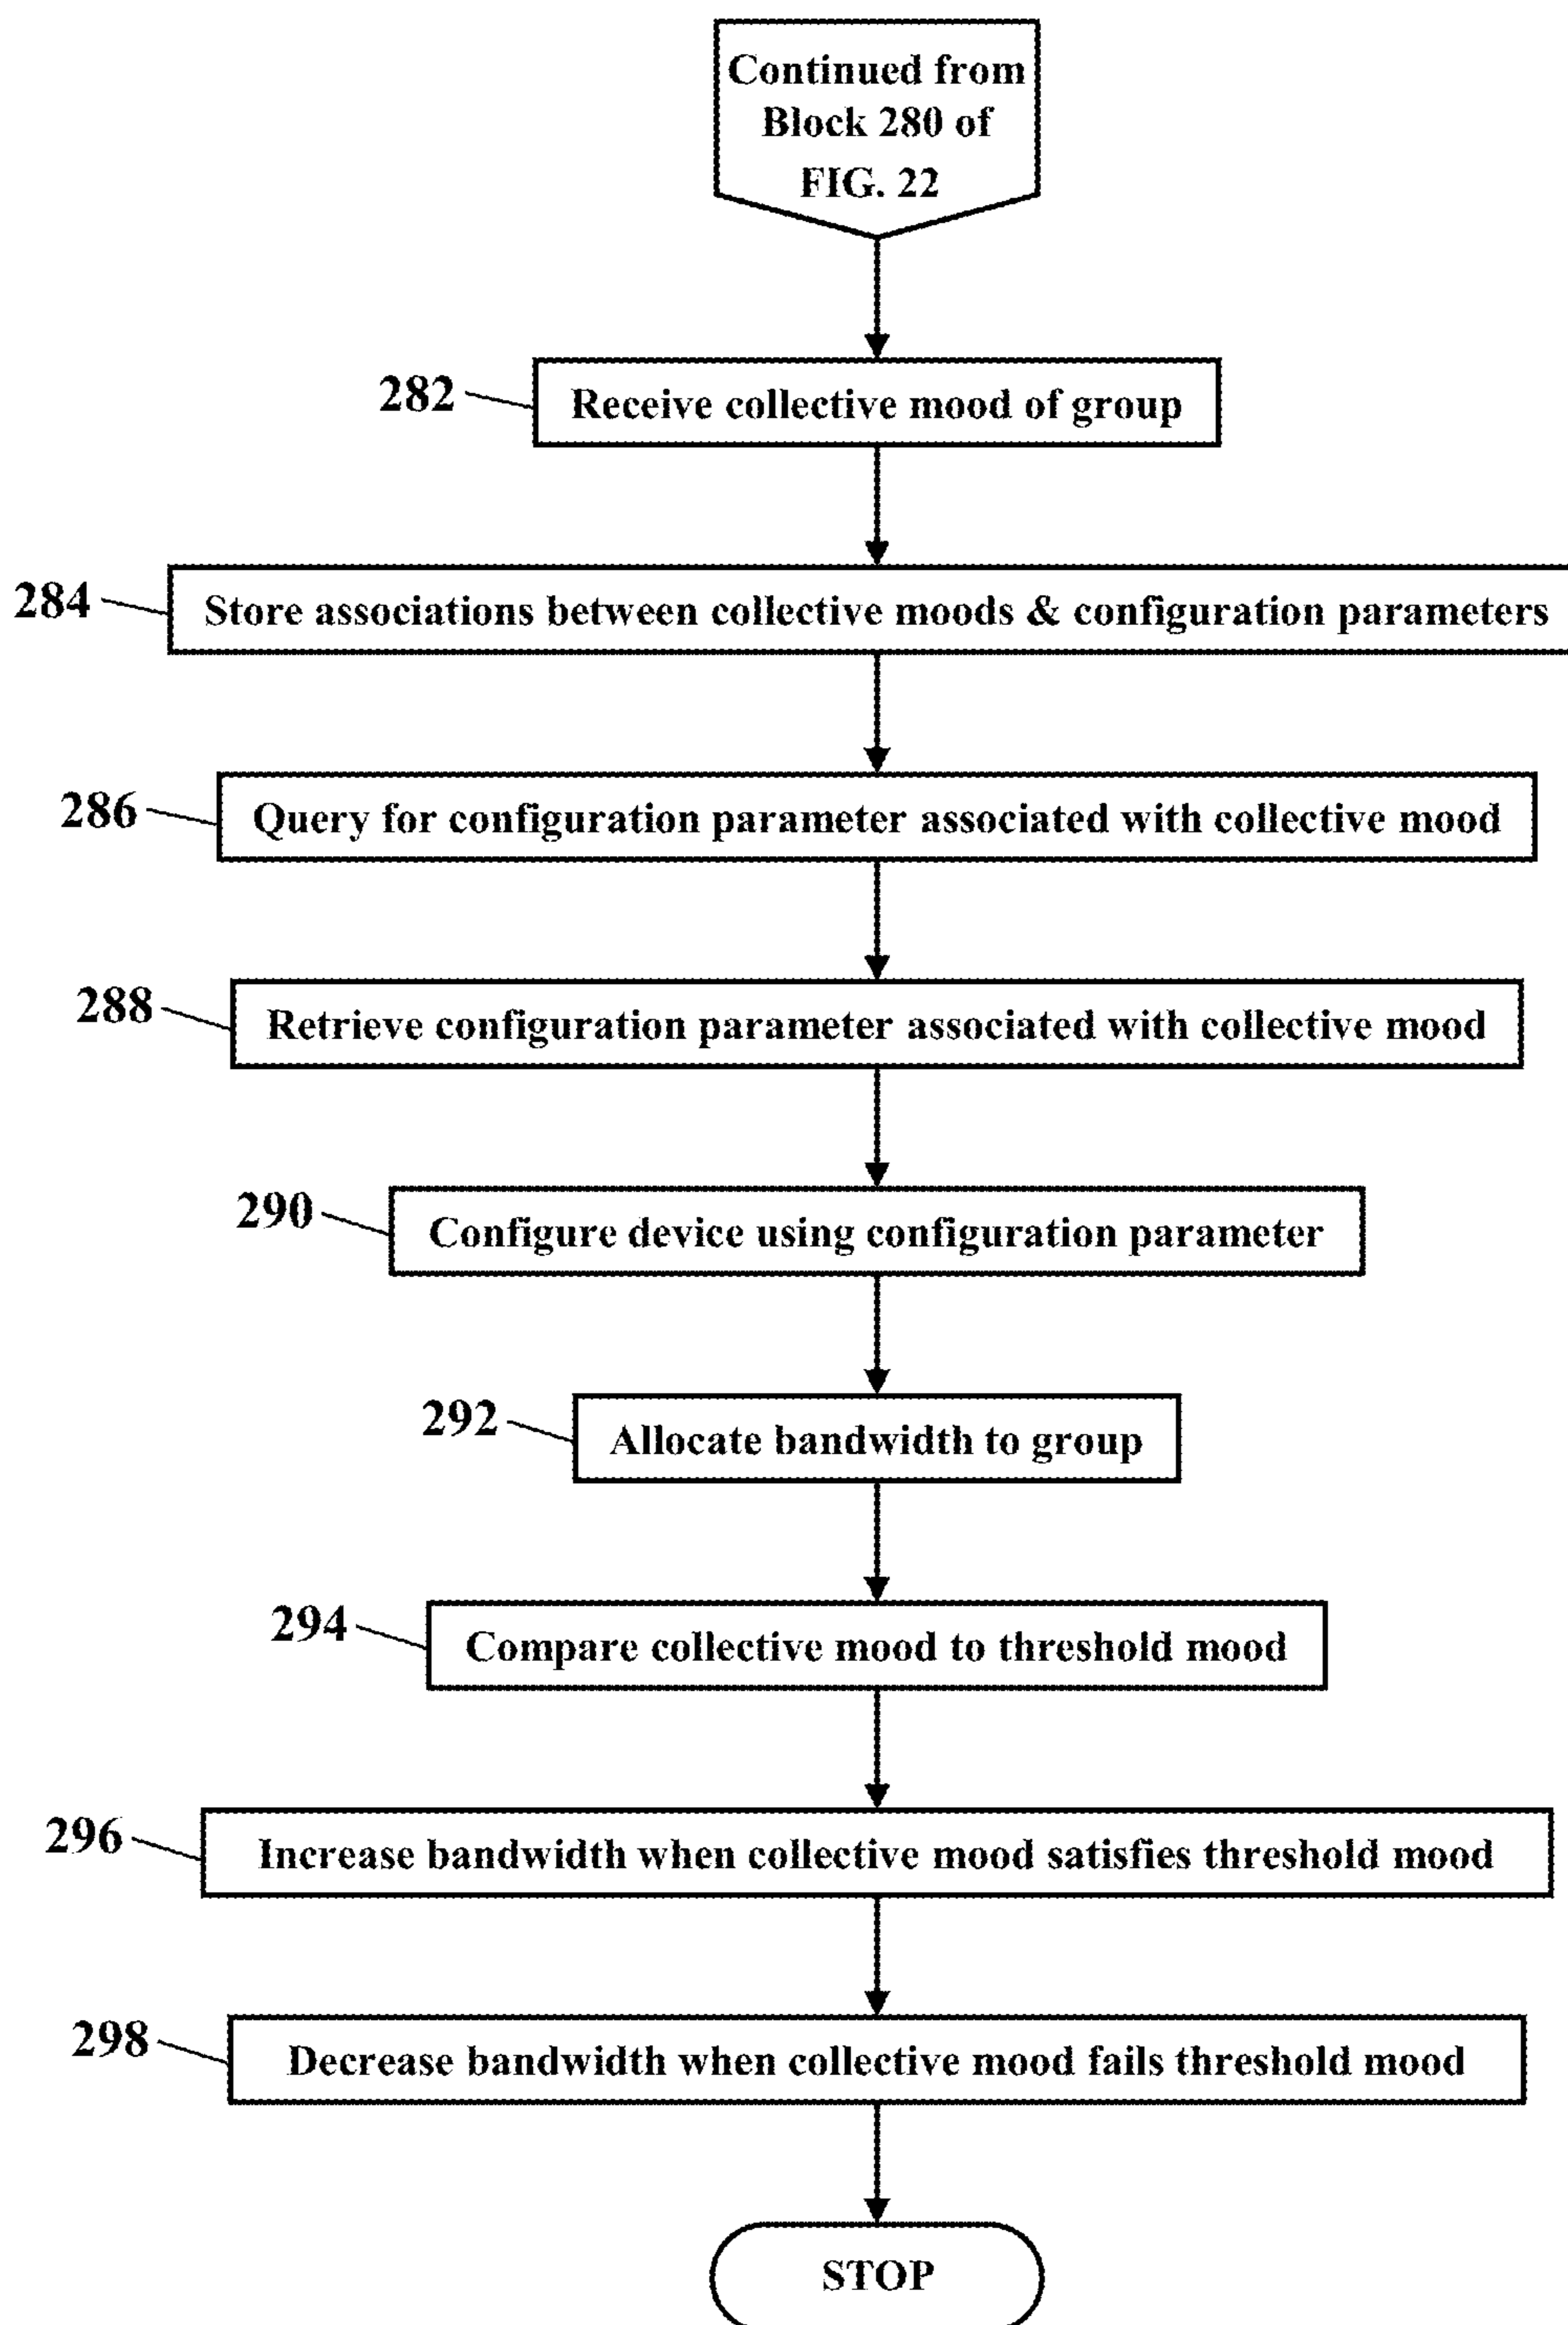 Continued from
Block 280 of
FIG. 22
282
Receive collective mood of group
284
Store associations between collective moods & configuration parameters
286
Query for configuration parameter associated with collective mood
288
Retrieve configuration parameter associated with collective mood
290
Configure device using configuration parameter
292
Allocate bandwidth to group
294
Compare collective mood to threshold mood
296
Increase bandwidth when collective mood satisfies threshold mood
298
Decrease bandwidth when collective mood fails threshold mood
STOP